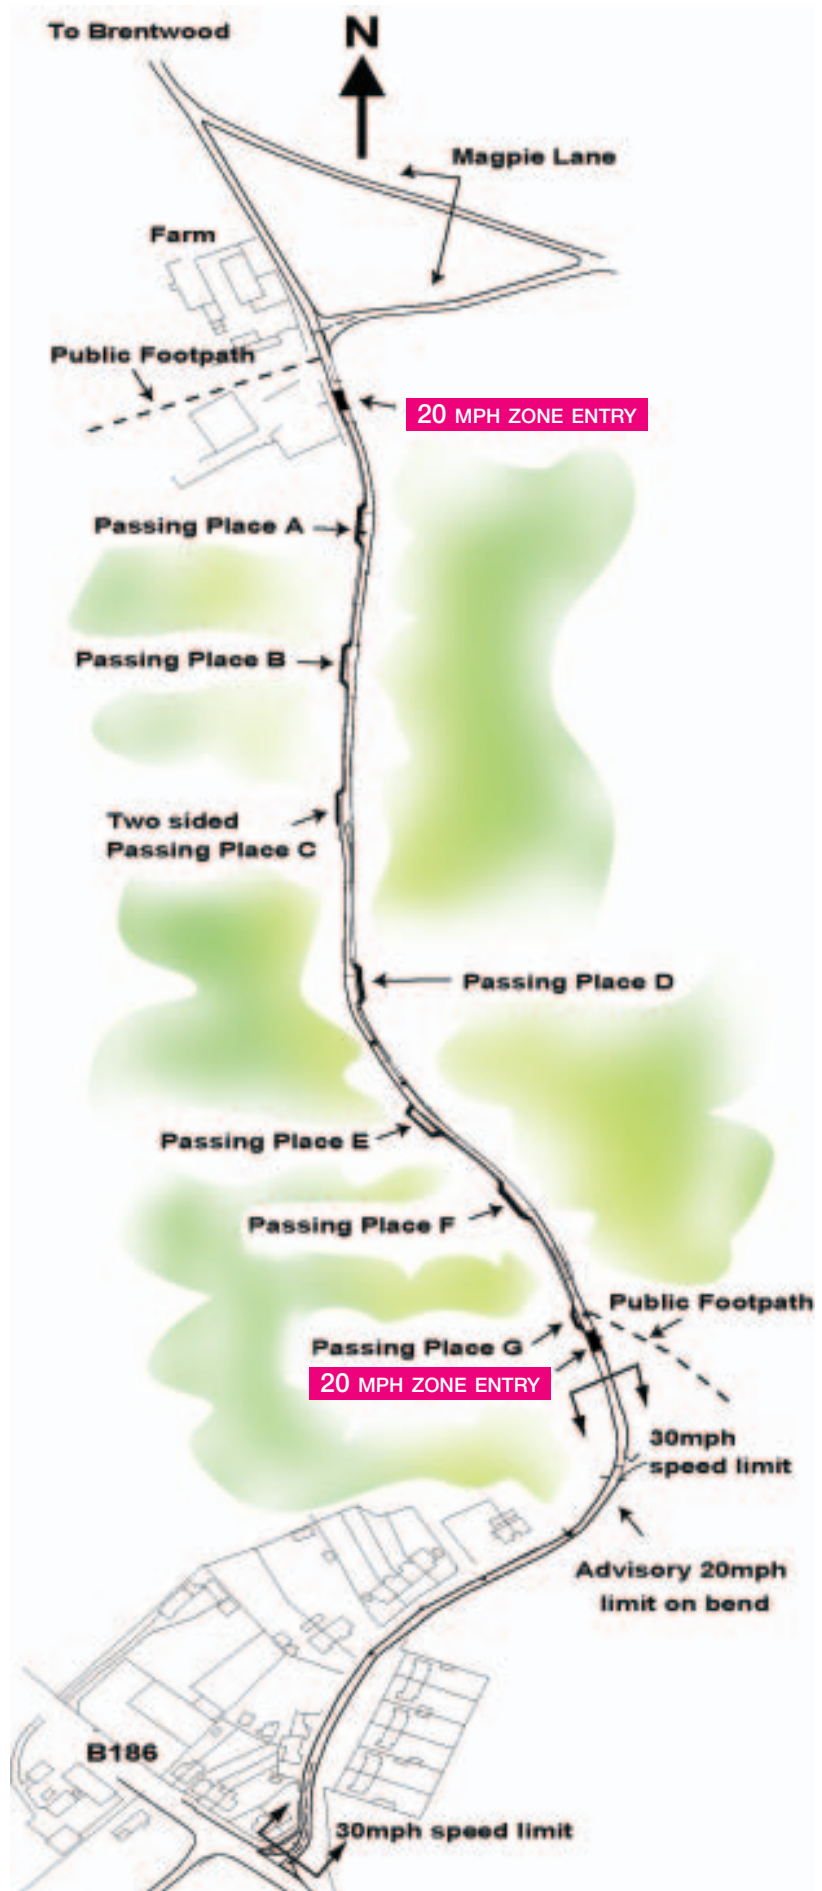 To Brentwood
N
Magpie Lane
Farm
Public Footpath
20 MPH ZONE ENTRY
Passing Place A
Passing Place B
Two sided
Passing Place C
Passing Place D
Passing Place E
Passing Place F
Public Footpath
Passing Place G
20 MPH ZONE ENTRY
30mph
speed limit
Advisory 20mph
limit on bend
B186
30mph speed limit